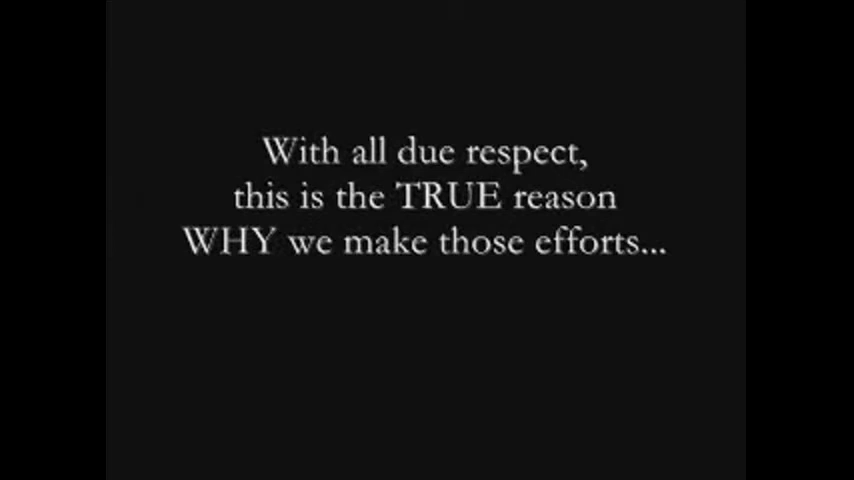 With all due respect,
this is the TRUE reason
WHY we make those efforts...